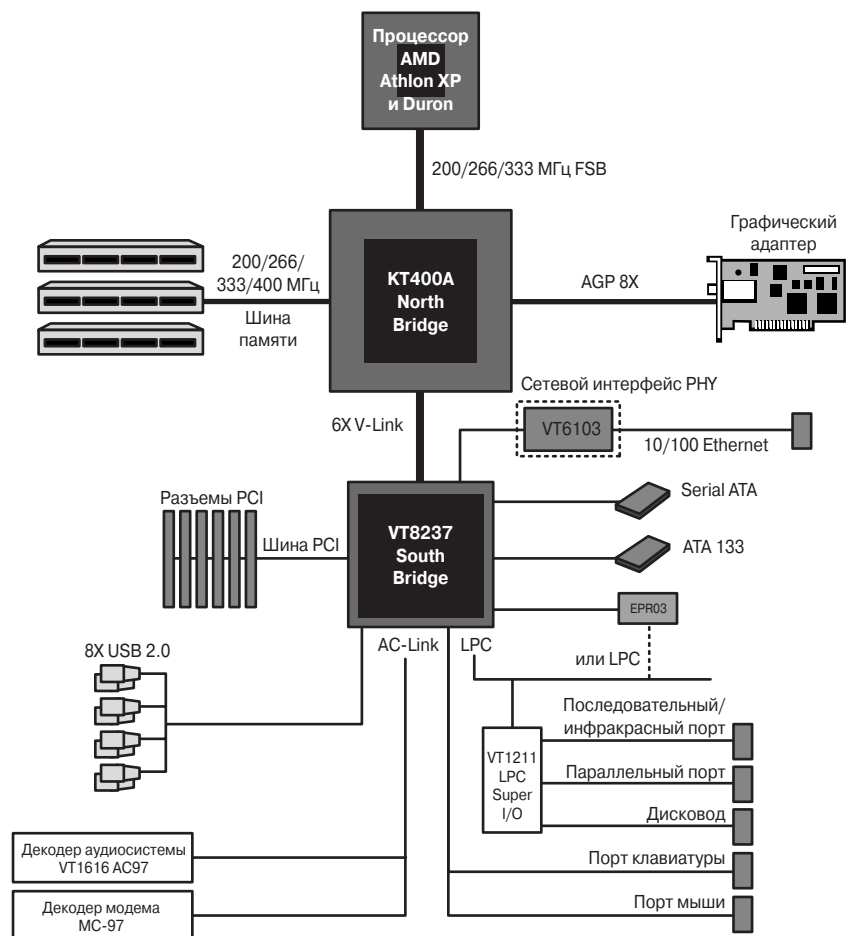 Процессор
AMD
Athlon XP
и Duron
200/266/333 МГц FSB
200/266/
333/400 МГц
Шина
памяти
KT400A
North
Bridge
AGP 8X
Графический
адаптер
6X V-Link
Сетевой интерфейс PHY
VT6103
10/100 Ethernet
Разъемы PCI
Шина PCI
VT8237
South
Bridge
Serial ATA
ATA 133
EPR03
8X USB 2.0
AC-Link
LPC
или LPC
VT1211
LPC
Super
I/O
Последовательный/
инфракрасный порт
Параллельный порт
Дисковод
Порт клавиатуры
Порт мыши
Декодер аудиосистемы
VT1616 AC97
Декодер модема
MC-97